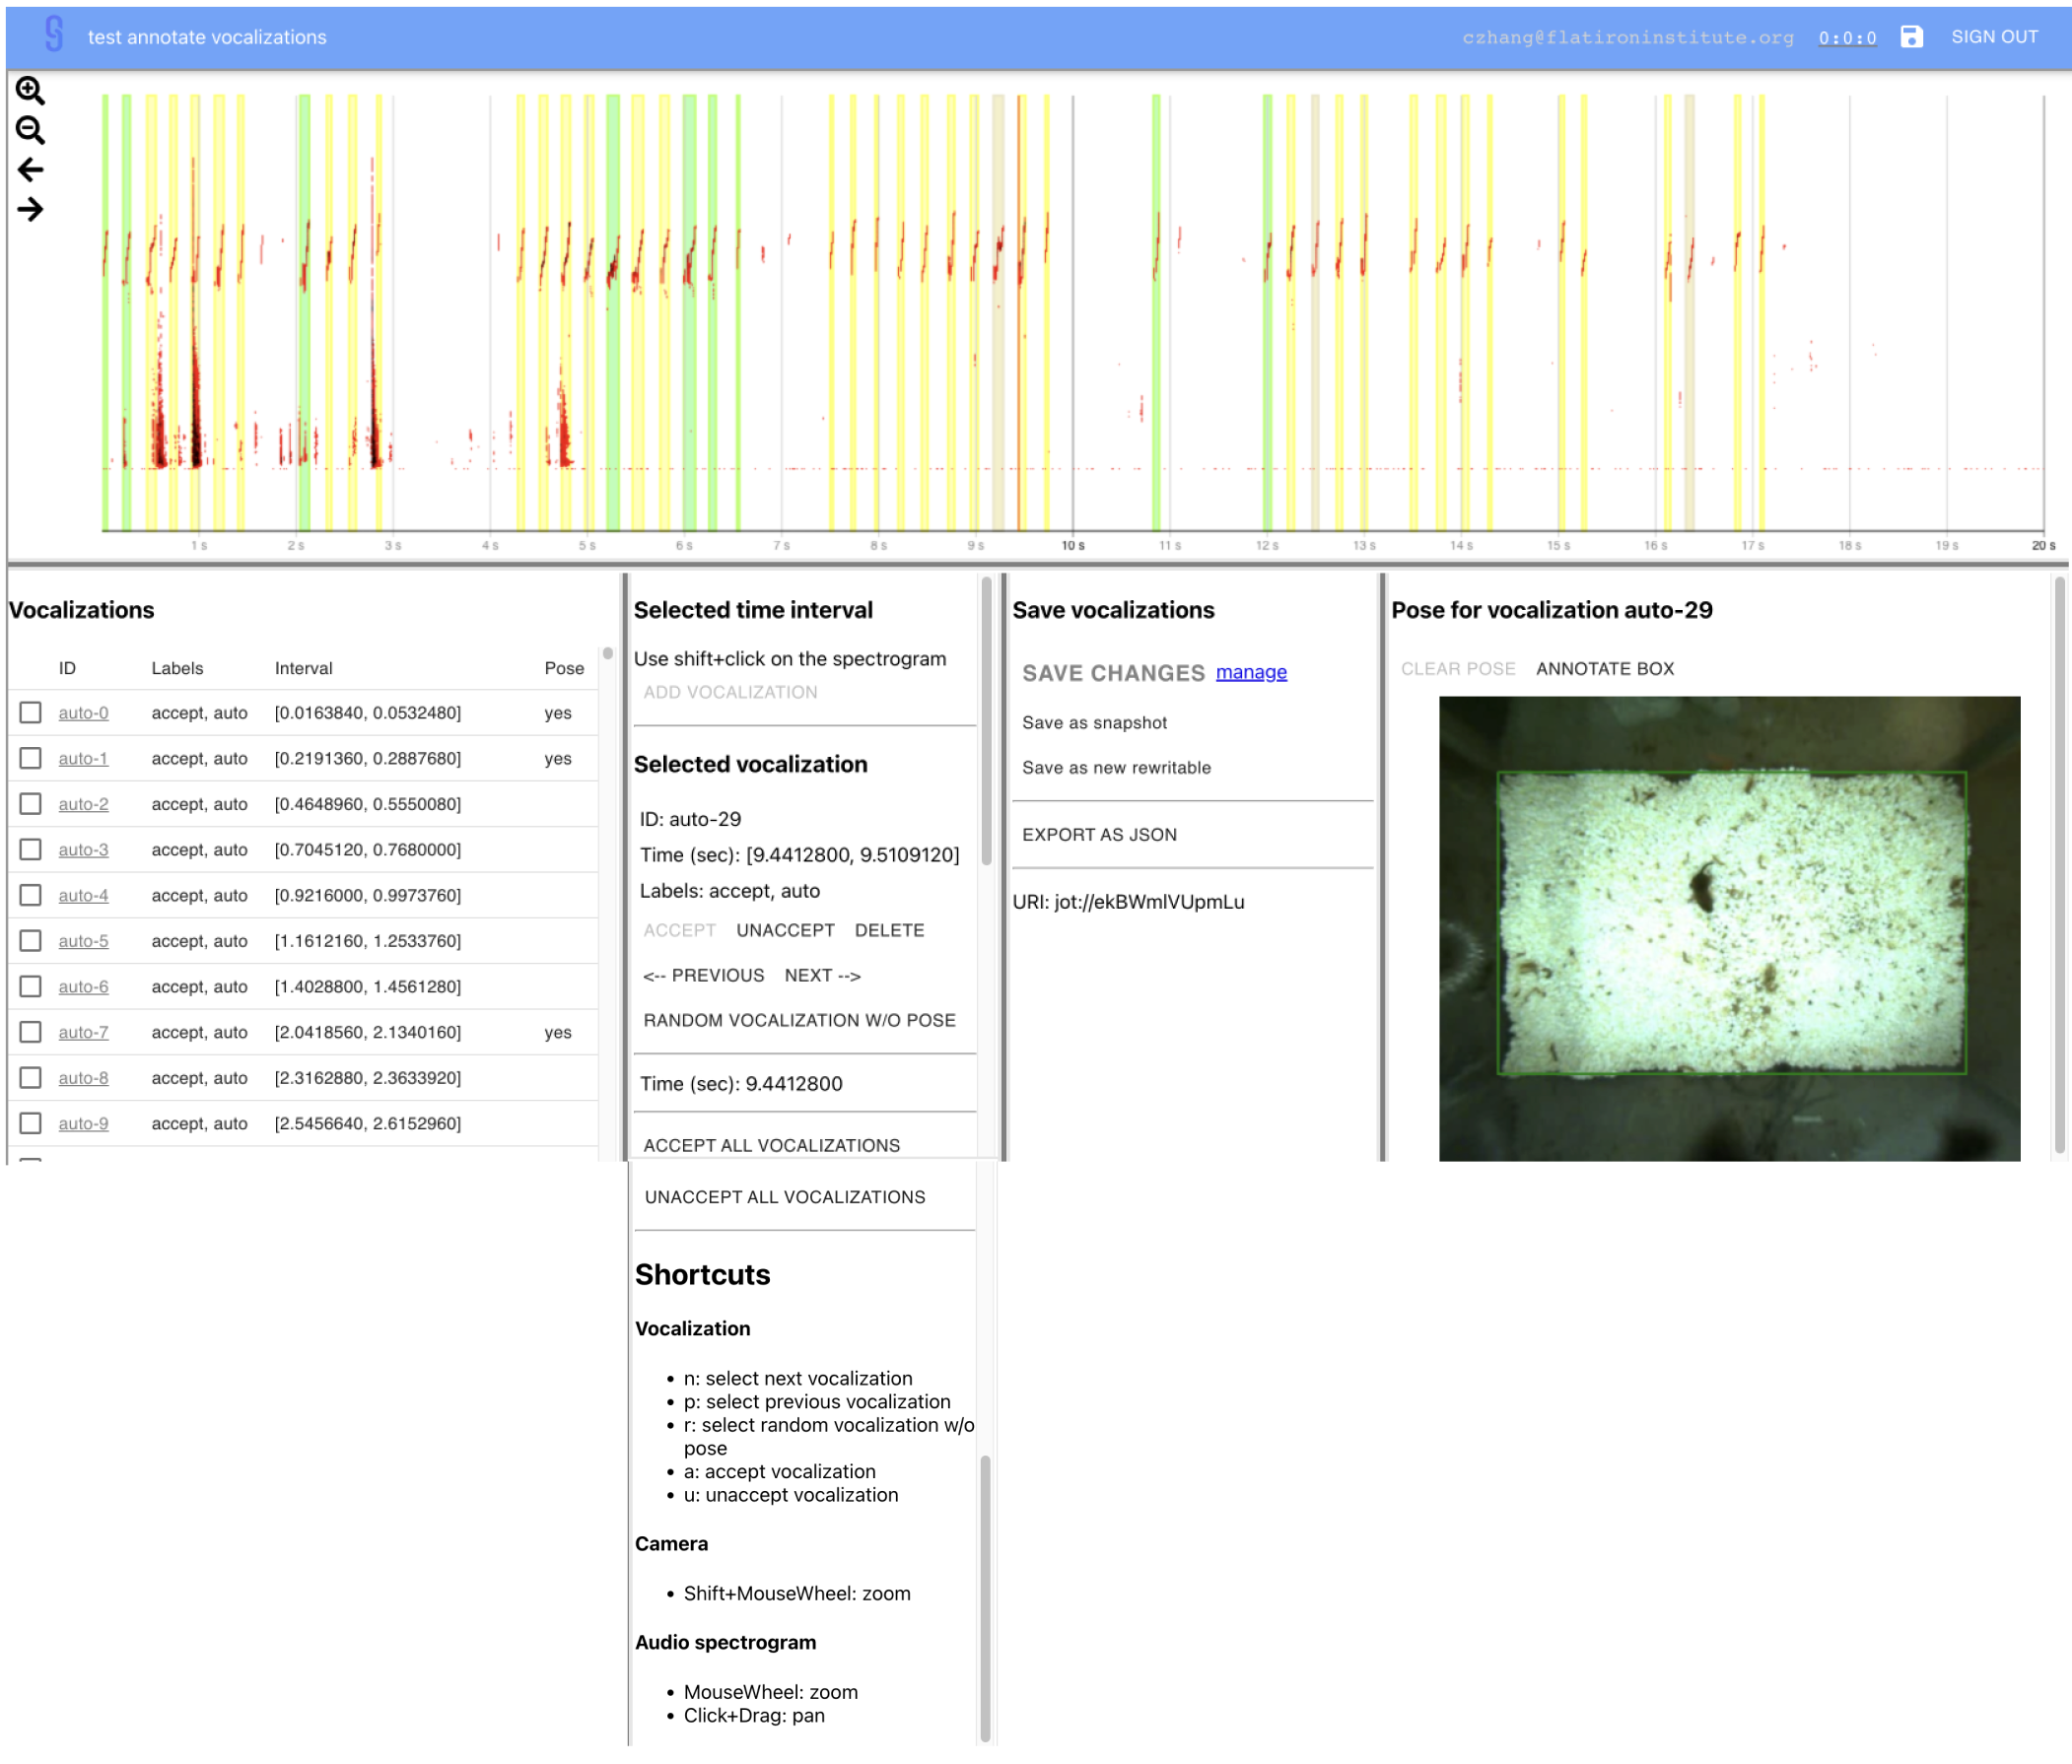 test annotate vocalizations
czhang@flatironinstitute.org 0:0:0 SIGN OUT
1 s 2 s 3 s 4 s 5 s 6 s 7 s 8 s 9 s 10 s 11 s 12 s 13 s 14 s 15 s 16 s 17 s 18 s 19 s 20 s
Vocalizations
ID Labels Interval Pose
auto-0 accept, auto [0.0163840, 0.0532480] yes
auto-1 accept, auto [0.2191360, 0.2887680] yes
auto-2 accept, auto [0.4648960, 0.5550080]
auto-3 accept, auto [0.7045120, 0.7680000]
auto-4 accept, auto [0.9216000, 0.9973760]
auto-5 accept, auto [1.1612160, 1.2533760]
auto-6 accept, auto [1.4028800, 1.4561280]
auto-7 accept, auto [2.0418560, 2.1340160] yes
auto-8 accept, auto [2.3162880, 2.3633920]
auto-9 accept, auto [2.5456640, 2.6152960]
Selected time interval
Use shift+click on the spectrogram
ADD VOCALIZATION
Selected vocalization
ID: auto-29
Time (sec): [9.4412800, 9.5109120]
Labels: accept, auto
ACCEPT UNACCEPT DELETE
<-- PREVIOUS NEXT -->
RANDOM VOCALIZATION W/O POSE
Time (sec): 9.4412800
ACCEPT ALL VOCALIZATIONS
UNACCEPT ALL VOCALIZATIONS
Shortcuts
Vocalization
• n: select next vocalization
• p: select previous vocalization
• r: select random vocalization w/o
pose
• a: accept vocalization
• u: unaccept vocalization
Camera
• Shift+MouseWheel: zoom
Audio spectrogram
• MouseWheel: zoom
• Click+Drag: pan
Save vocalizations
SAVE CHANGES manage
Save as snapshot
Save as new rewritable
EXPORT AS JSON
URI: jot://ekBWmlVUpmLu
Pose for vocalization auto-29
CLEAR POSE ANNOTATE BOX